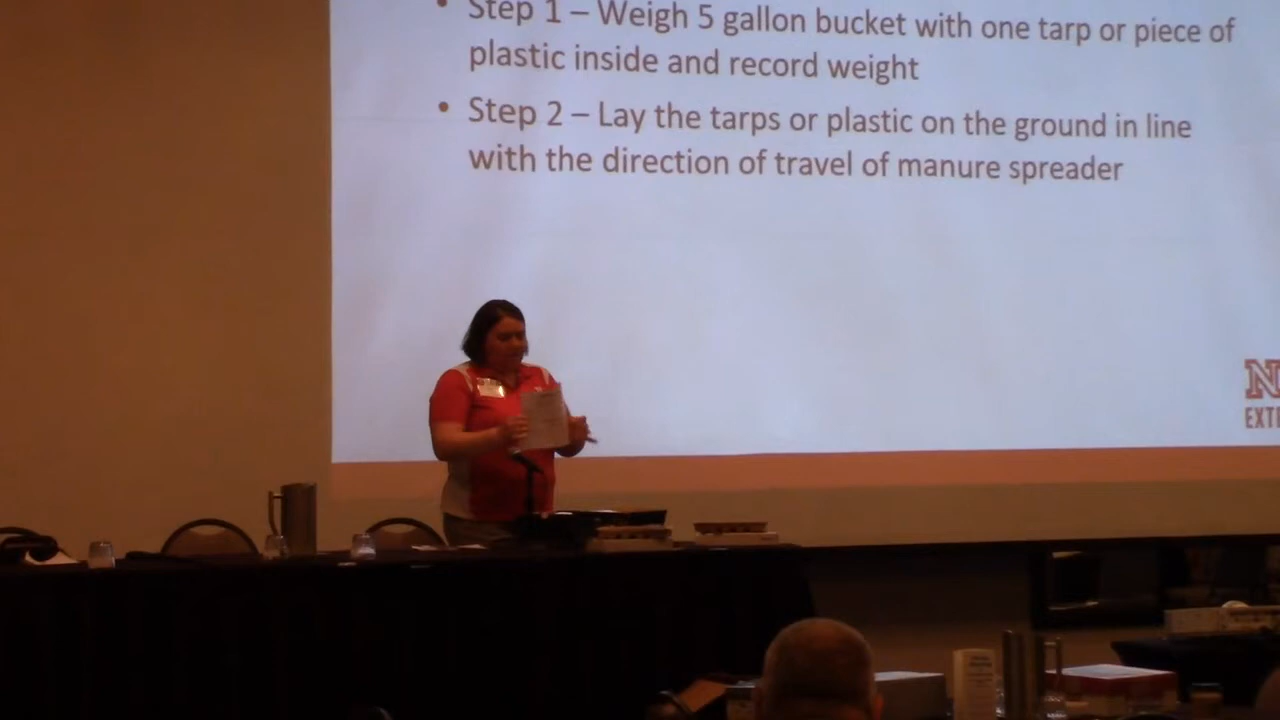 • Step 1 – Weigh 5 gallon bucket with one tarp or piece of
plastic inside and record weight
• Step 2 – Lay the tarps or plastic on the ground in line
with the direction of travel of manure spreader
N
EXT